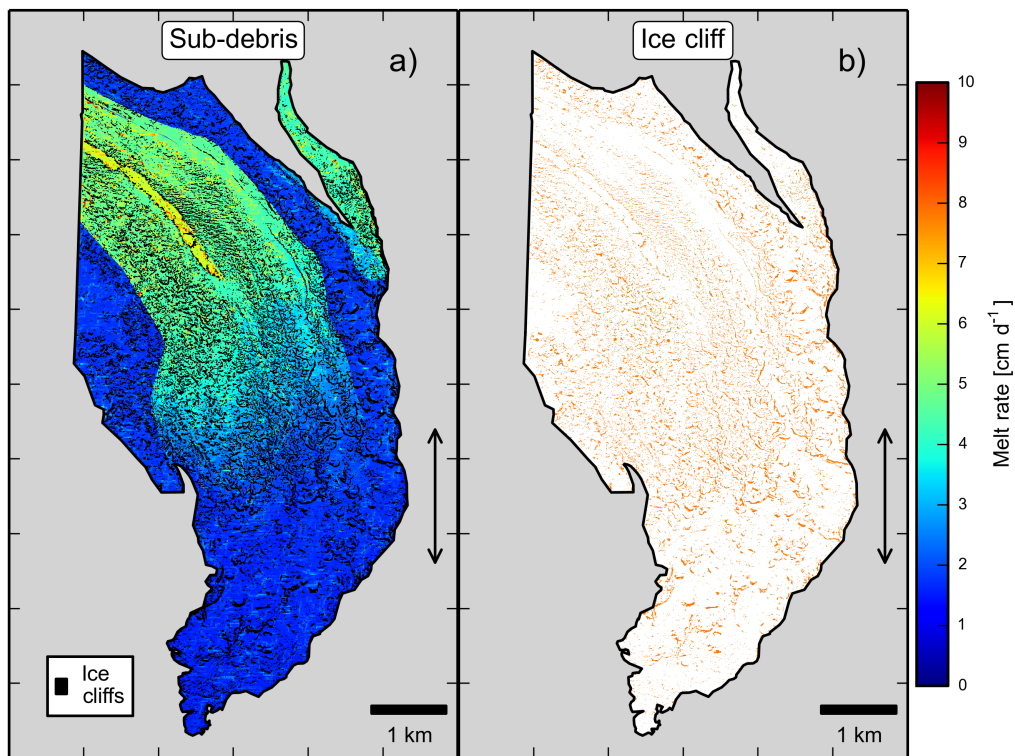 Sub-debris
a)
Ice cliff
b)
10
9
8
7
6
5
4
3
2
1
0
Melt rate [cm d⁻¹]
Ice
cliffs
1 km
1 km